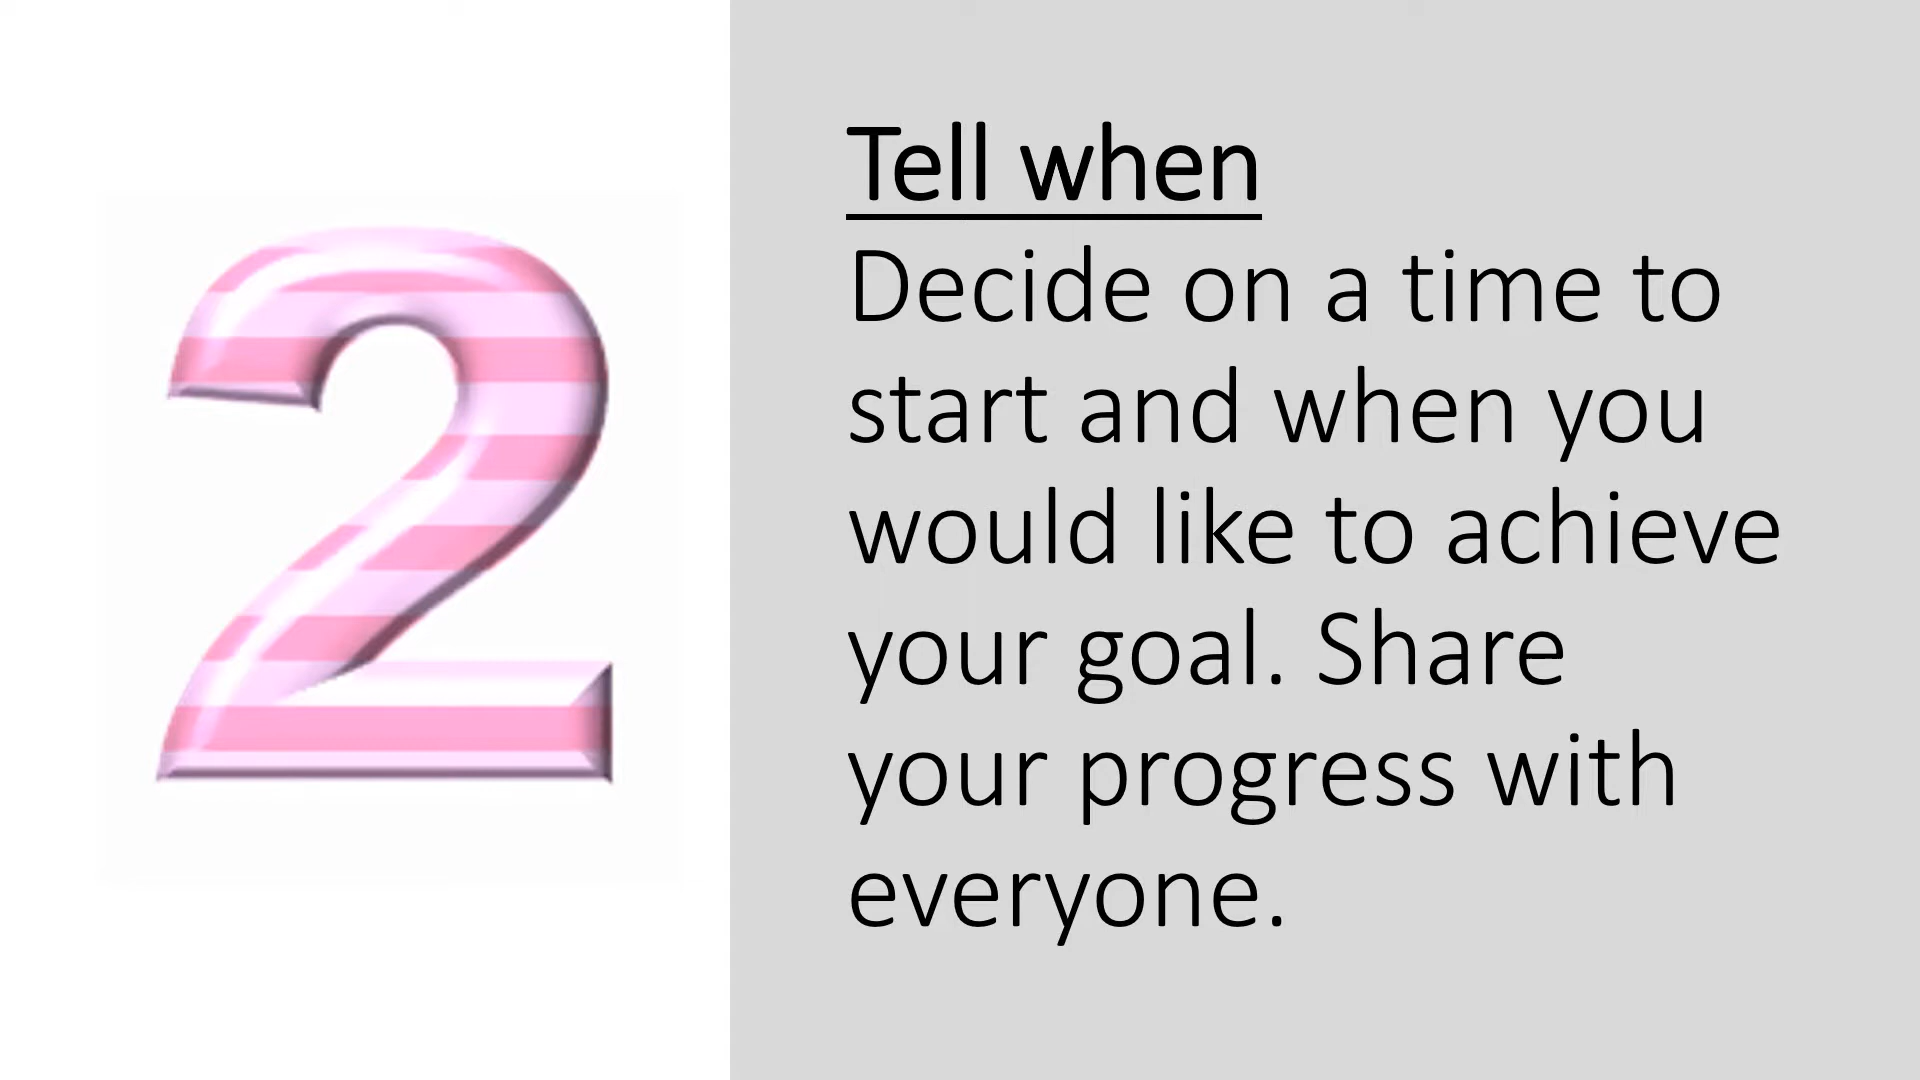 2
Tell when
Decide on a time to
start and when you
would like to achieve
your goal. Share
your progress with
everyone.